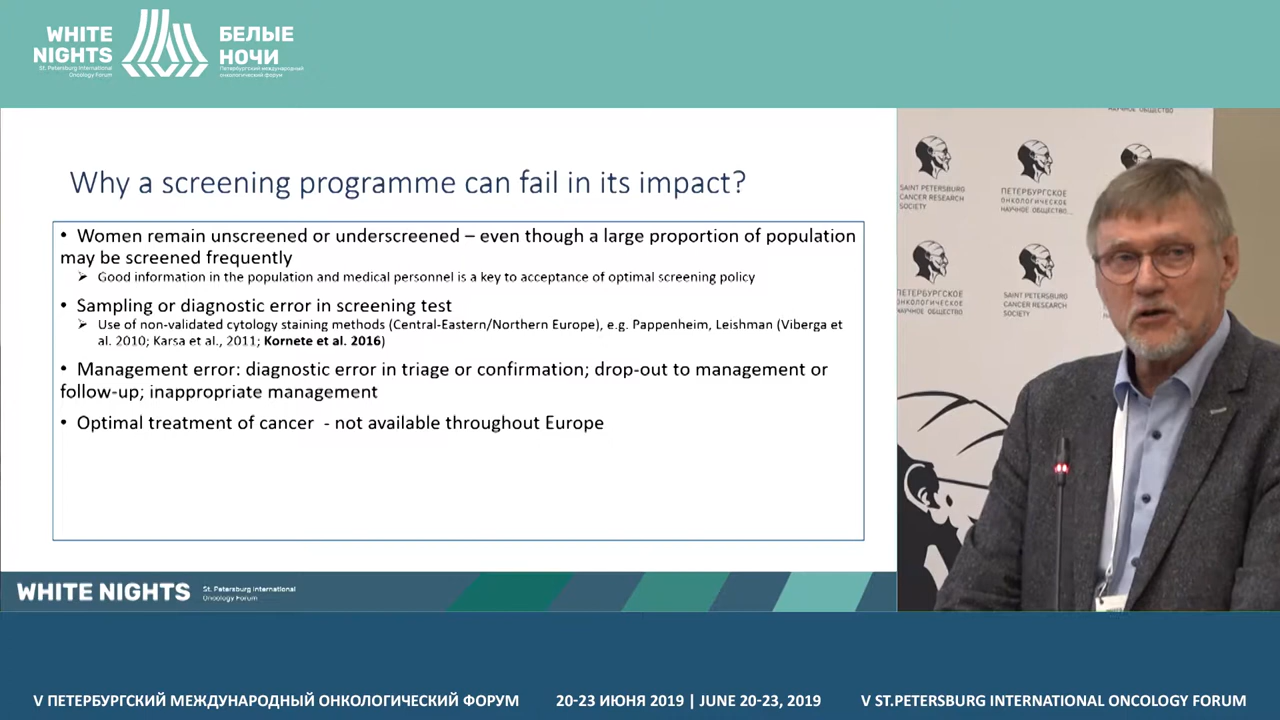 WHITE
NIGHTS
St. Petersburg International
Oncology Forum
БЕЛЫЕ
НОЧИ
Петербургский международный
онкологический форум
Why a screening programme can fail in its impact?
• Women remain unscreened or underscreened – even though a large proportion of population
may be screened frequently
➢ Good information in the population and medical personnel is a key to acceptance of optimal screening policy
• Sampling or diagnostic error in screening test
➢ Use of non-validated cytology staining methods (Central-Eastern/Northern Europe), e.g. Pappenheim, Leishman (Viberga et
al. 2010; Karsa et al., 2011; Kornete et al. 2016)
• Management error: diagnostic error in triage or confirmation; drop-out to management or
follow-up; inappropriate management
• Optimal treatment of cancer - not available throughout Europe
WHITE NIGHTS
St. Petersburg International
Oncology Forum
НАУЧНОЕ ОБЩЕСТВО
SAINT PETERSBURG
CANCER RESEARCH
SOCIETY
ПЕТЕРБУРГСКОЕ
ОНКОЛОГИЧЕСКОЕ
НАУЧНОЕ ОБЩЕСТВО
ПЕТЕРБУРГСКОЕ
ОНКОЛОГИЧЕСКОЕ
НАУЧНОЕ ОБЩЕСТВО
SAINT PETERSBURG
CANCER RESEARCH
SOCIETY
V ПЕТЕРБУРГСКИЙ МЕЖДУНАРОДНЫЙ ОНКОЛОГИЧЕСКИЙ ФОРУМ
20-23 ИЮНЯ 2019 | JUNE 20-23, 2019
V ST.PETERSBURG INTERNATIONAL ONCOLOGY FORUM